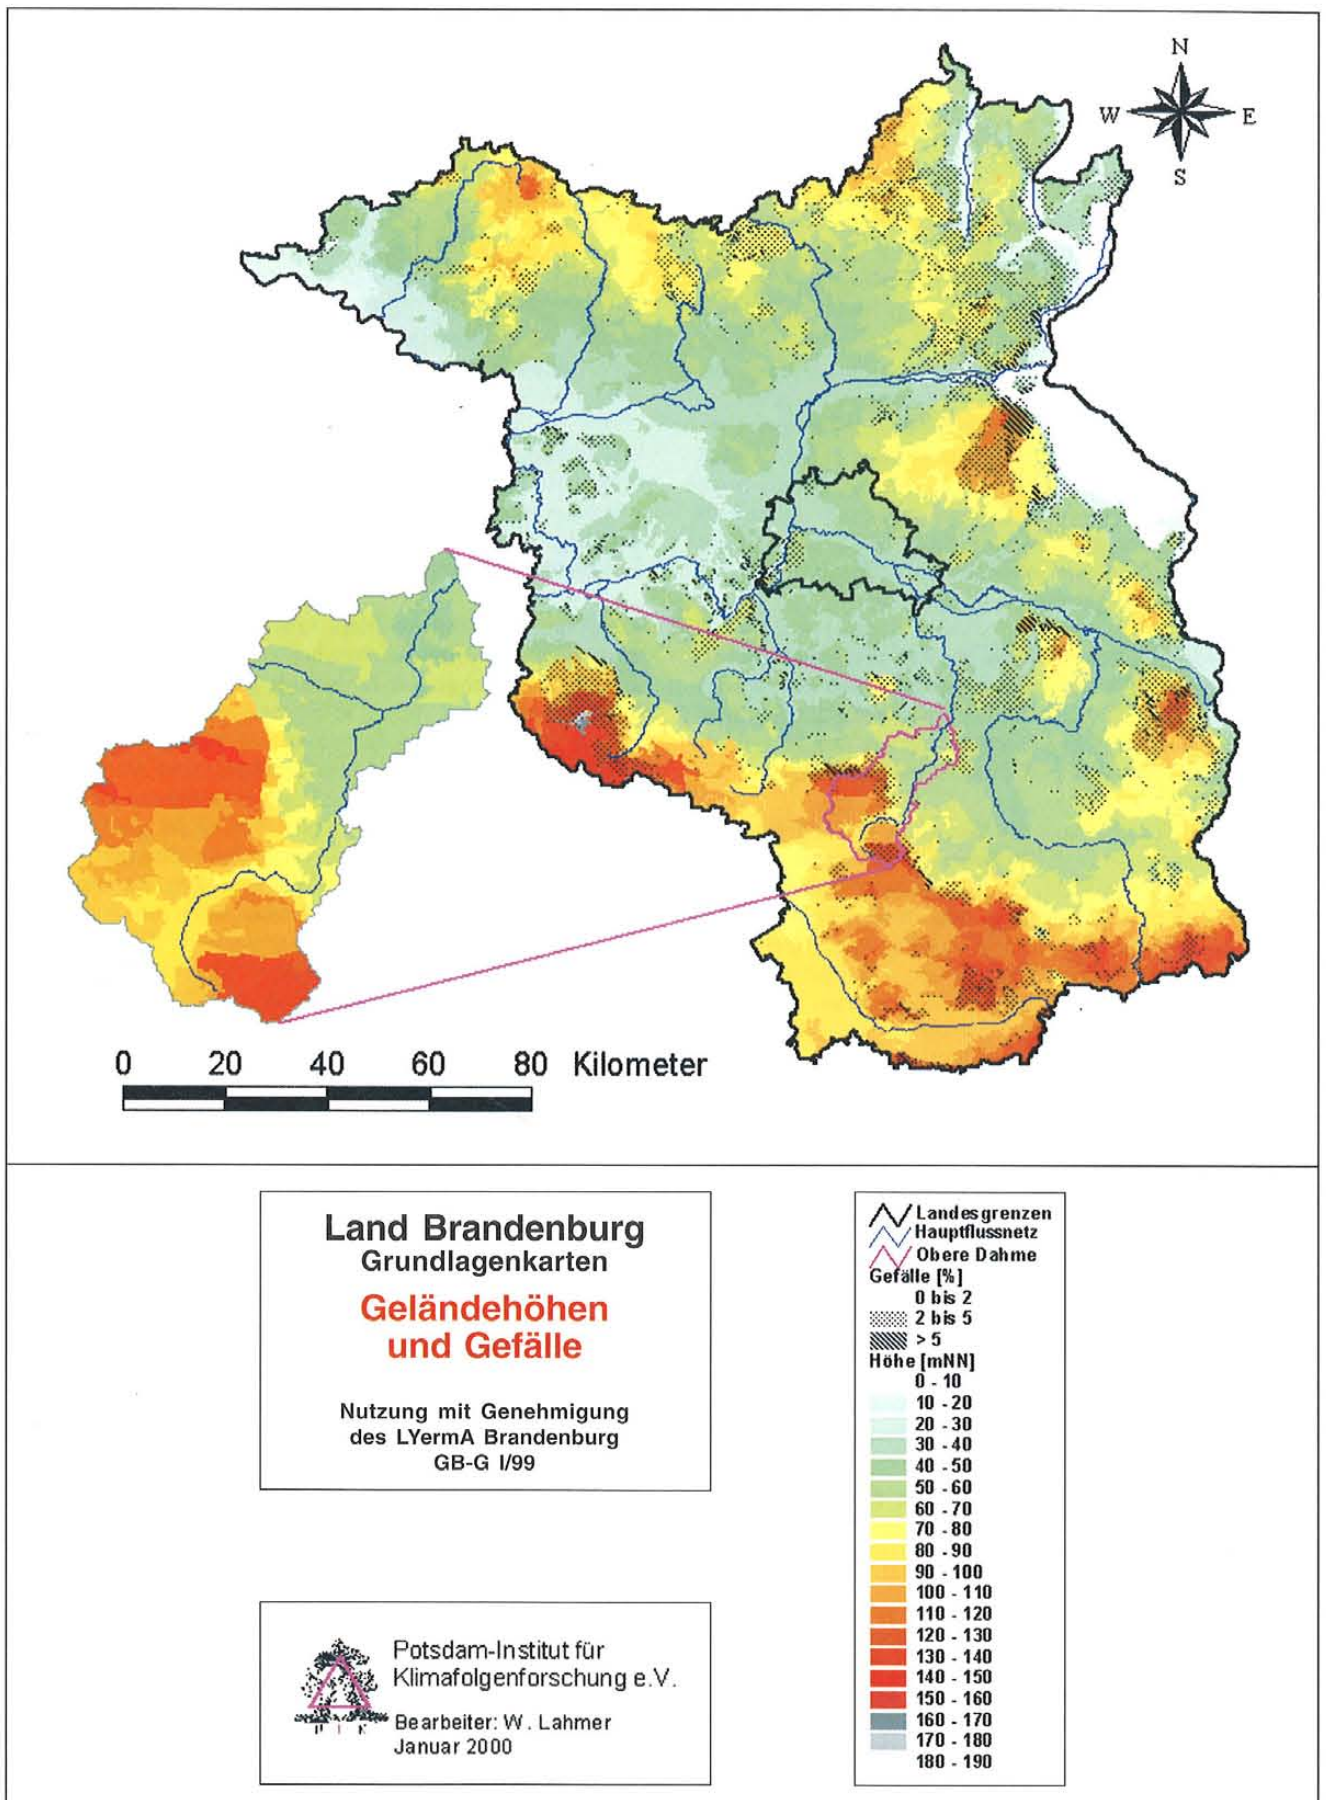 N
W E
S
0 20 40 60 80 Kilometer
Land Brandenburg
Grundlagenkarten
Geländehöhen
und Gefälle
Nutzung mit Genehmigung
des LYermA Brandenburg
GB-G I/99
Potsdam-Institut für
Klimafolgenforschung e.V.
Bearbeiter: W. Lahmer
Januar 2000
Landesgrenzen
Hauptflussnetz
Obere Dahme
Gefälle [%]
0 bis 2
2 bis 5
> 5
Höhe [mNN]
0 - 10
10 - 20
20 - 30
30 - 40
40 - 50
50 - 60
60 - 70
70 - 80
80 - 90
90 - 100
100 - 110
110 - 120
120 - 130
130 - 140
140 - 150
150 - 160
160 - 170
170 - 180
180 - 190